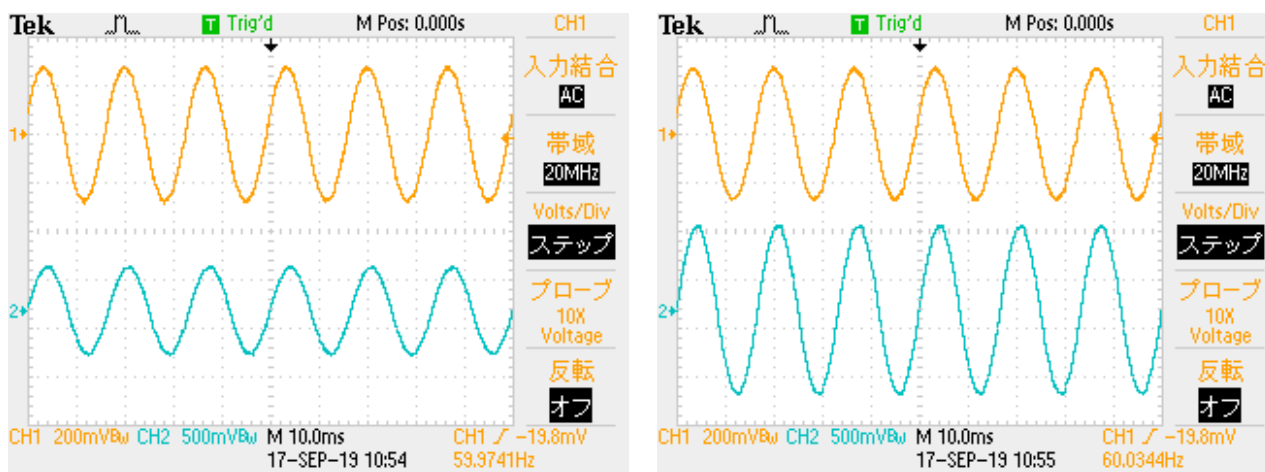 Tek T Trig'd M Pos: 0.000s CH1
入力結合
AC
帯域
20MHz
Volts/Div
ステップ
プローブ
10X
Voltage
反転
オフ
1
2
CH1 200mVBw CH2 500mVBw M 10.0ms CH1 -19.8mV
17-SEP-19 10:54 59.9741Hz
Tek T Trig'd M Pos: 0.000s CH1
入力結合
AC
帯域
20MHz
Volts/Div
ステップ
プローブ
10X
Voltage
反転
オフ
1
2
CH1 200mVBw CH2 500mVBw M 10.0ms CH1 -19.8mV
17-SEP-19 10:55 60.0344Hz